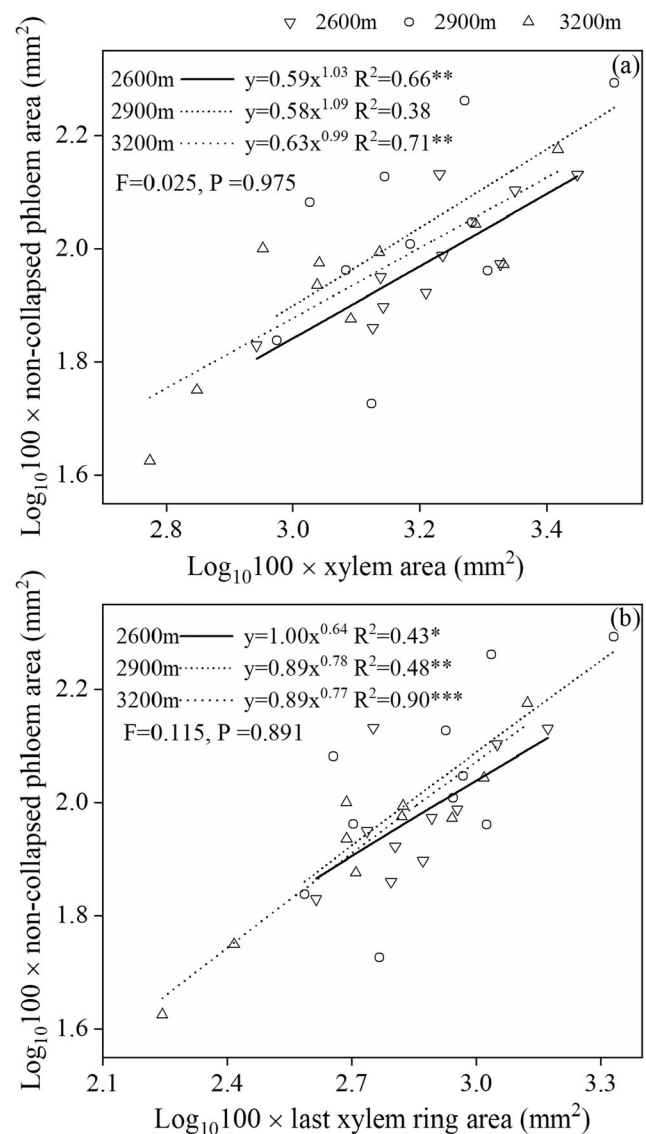 2600m 2900m 3200m
(a)
2600m y=0.59x^1.03 R²=0.66**
2900m y=0.58x^1.09 R²=0.38
3200m y=0.63x^0.99 R²=0.71**
F=0.025, P =0.975
Log₁₀100 × non-collapsed phloem area (mm²)
2.2
2.0
1.8
1.6
2.8 3.0 3.2 3.4
Log₁₀100 × xylem area (mm²)
(b)
2600m y=1.00x^0.64 R²=0.43*
2900m y=0.89x^0.78 R²=0.48**
3200m y=0.89x^0.77 R²=0.90***
F=0.115, P =0.891
Log₁₀100 × non-collapsed phloem area (mm²)
2.2
2.0
1.8
1.6
2.1 2.4 2.7 3.0 3.3
Log₁₀100 × last xylem ring area (mm²)